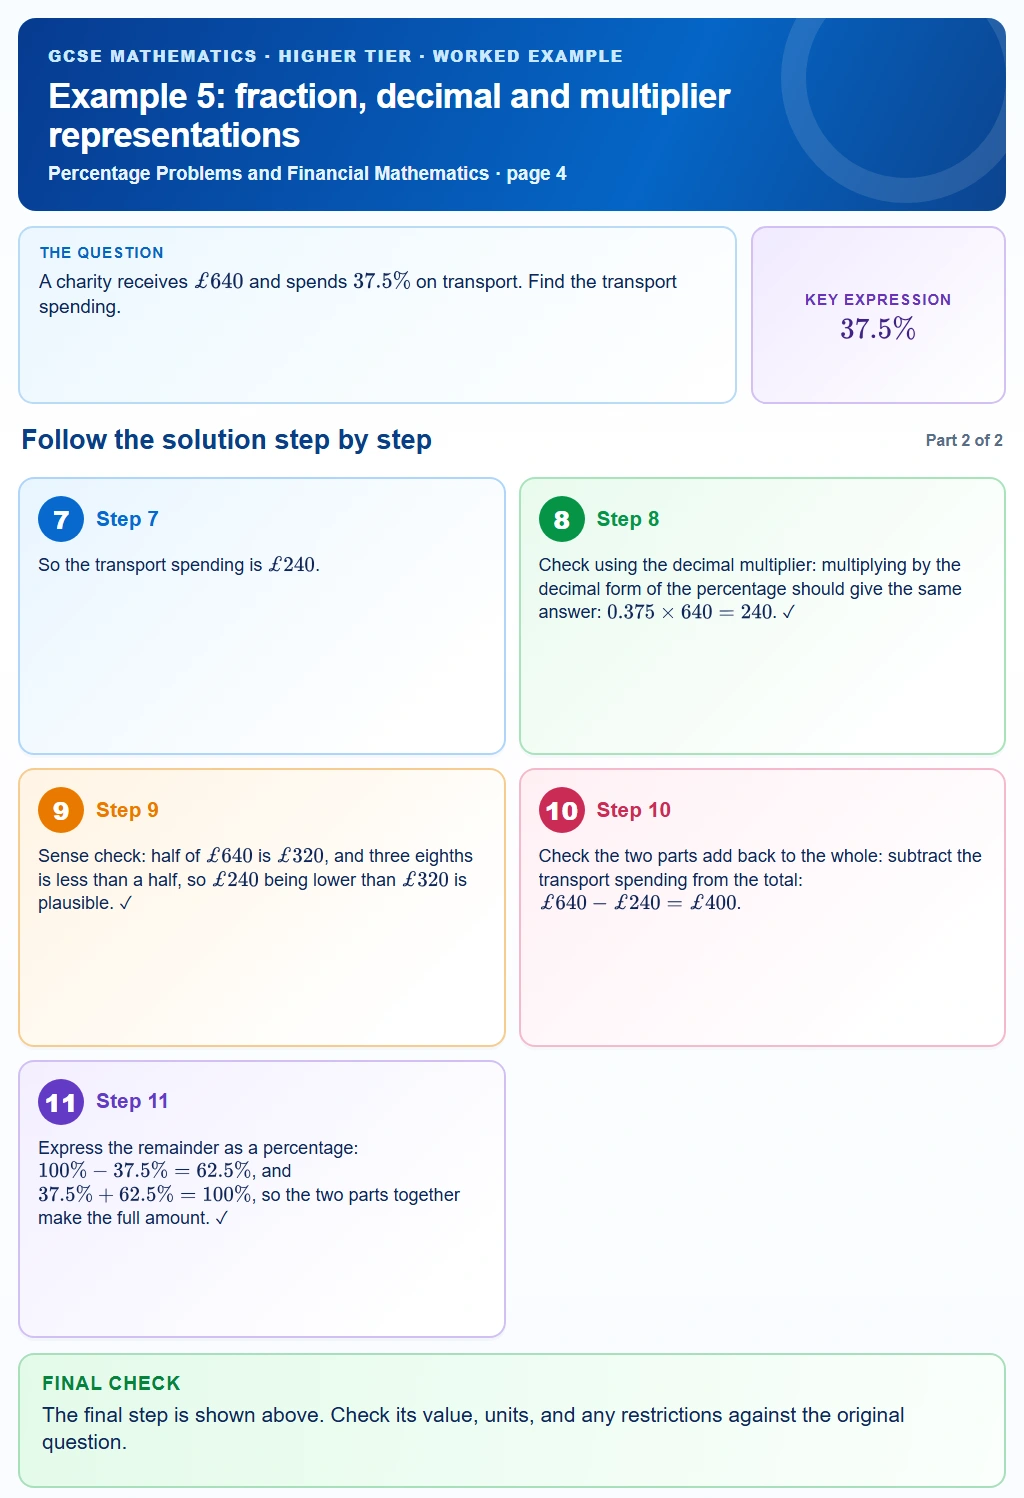 GCSE MATHEMATICS · HIGHER TIER · WORKED EXAMPLE
Example 5: fraction, decimal and multiplier
representations
Percentage Problems and Financial Mathematics · page 4
THE QUESTION
A charity receives £640 and spends 37.5% on transport. Find the transport
spending.
KEY EXPRESSION
37.5%
Follow the solution step by step
Part 2 of 2
7 Step 7
So the transport spending is £240.
8 Step 8
Check using the decimal multiplier: multiplying by the
decimal form of the percentage should give the same
answer: 0.375 × 640 = 240. ✓
9 Step 9
Sense check: half of £640 is £320, and three eighths
is less than a half, so £240 being lower than £320 is
plausible. ✓
10 Step 10
Check the two parts add back to the whole: subtract the
transport spending from the total:
£640 − £240 = £400.
11 Step 11
Express the remainder as a percentage:
100% − 37.5% = 62.5%, and
37.5% + 62.5% = 100%, so the two parts together
make the full amount. ✓
FINAL CHECK
The final step is shown above. Check its value, units, and any restrictions against the original
question.